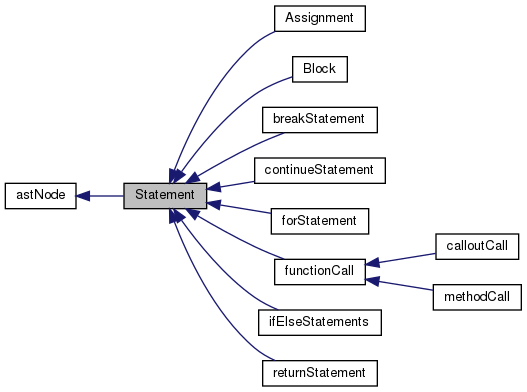 Assignment
Block
breakStatement
continueStatement
astNode
Statement
forStatement
functionCall
calloutCall
methodCall
ifElseStatements
returnStatement